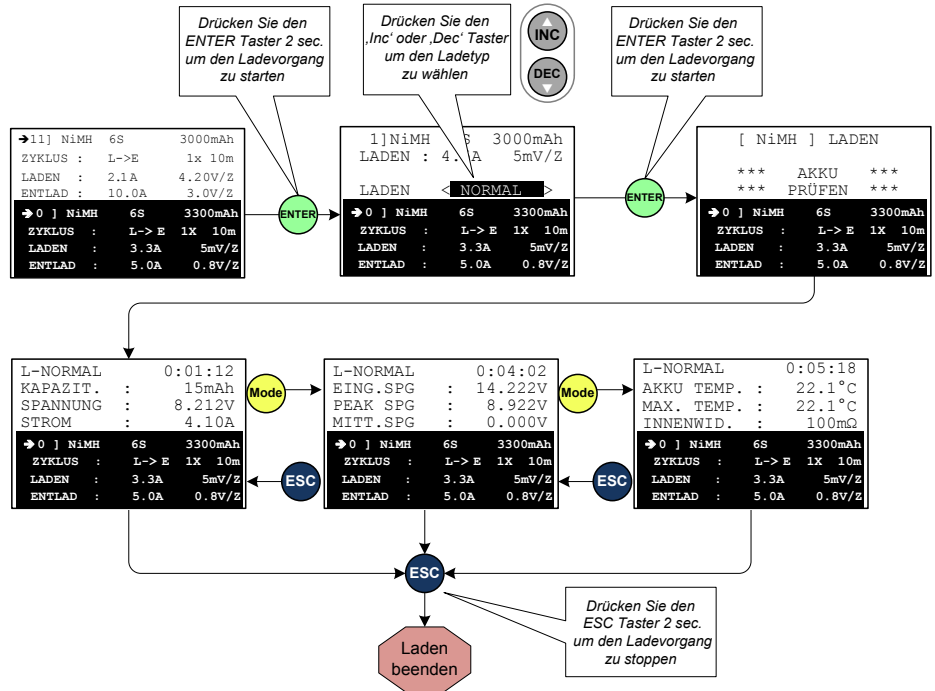 Drücken Sie den
ENTER Taster 2 sec.
um den Ladevorgang
zu starten
Drücken Sie den
‚Inc‘ oder ‚Dec‘ Taster
um den Ladetyp
zu wählen
INC
DEC
Drücken Sie den
ENTER Taster 2 sec.
um den Ladevorgang
zu starten
➔11] NiMH 6S 3000mAh
ZYKLUS : L->E 1x 10m
LADEN : 2.1A 4.20V/Z
ENTLAD : 10.0A 3.0V/Z
➔0 ] NiMH 6S 3300mAh
ZYKLUS : L-> E 1X 10m
LADEN : 3.3A 5mV/Z
ENTLAD : 5.0A 0.8V/Z
ENTER
1]NiMH S 3000mAh
LADEN : 4. A 5mV/Z
LADEN < NORMAL >
➔0 ] NiMH 6S 3300mAh
ZYKLUS : L-> E 1X 10m
LADEN : 3.3A 5mV/Z
ENTLAD : 5.0A 0.8V/Z
ENTER
[ NiMH ] LADEN
*** AKKU ***
*** PRÜFEN ***
➔0 ] NiMH 6S 3300mAh
ZYKLUS : L-> E 1X 10m
LADEN : 3.3A 5mV/Z
ENTLAD : 5.0A 0.8V/Z
L-NORMAL 0:01:12
KAPAZIT. : 15mAh
SPANNUNG : 8.212V
STROM : 4.10A
➔0 ] NiMH 6S 3300mAh
ZYKLUS : L-> E 1X 10m
LADEN : 3.3A 5mV/Z
ENTLAD : 5.0A 0.8V/Z
Mode
ESC
L-NORMAL 0:04:02
EING.SPG : 14.222V
PEAK SPG : 8.922V
MITT.SPG : 0.000V
➔0 ] NiMH 6S 3300mAh
ZYKLUS : L-> E 1X 10m
LADEN : 3.3A 5mV/Z
ENTLAD : 5.0A 0.8V/Z
Mode
ESC
L-NORMAL 0:05:18
AKKU TEMP. : 22.1°C
MAX. TEMP. : 22.1°C
INNENWID. : 100mΩ
➔0 ] NiMH 6S 3300mAh
ZYKLUS : L-> E 1X 10m
LADEN : 3.3A 5mV/Z
ENTLAD : 5.0A 0.8V/Z
ESC
Drücken Sie den
ESC Taster 2 sec.
um den Ladevorgang
zu stoppen
Laden
beenden